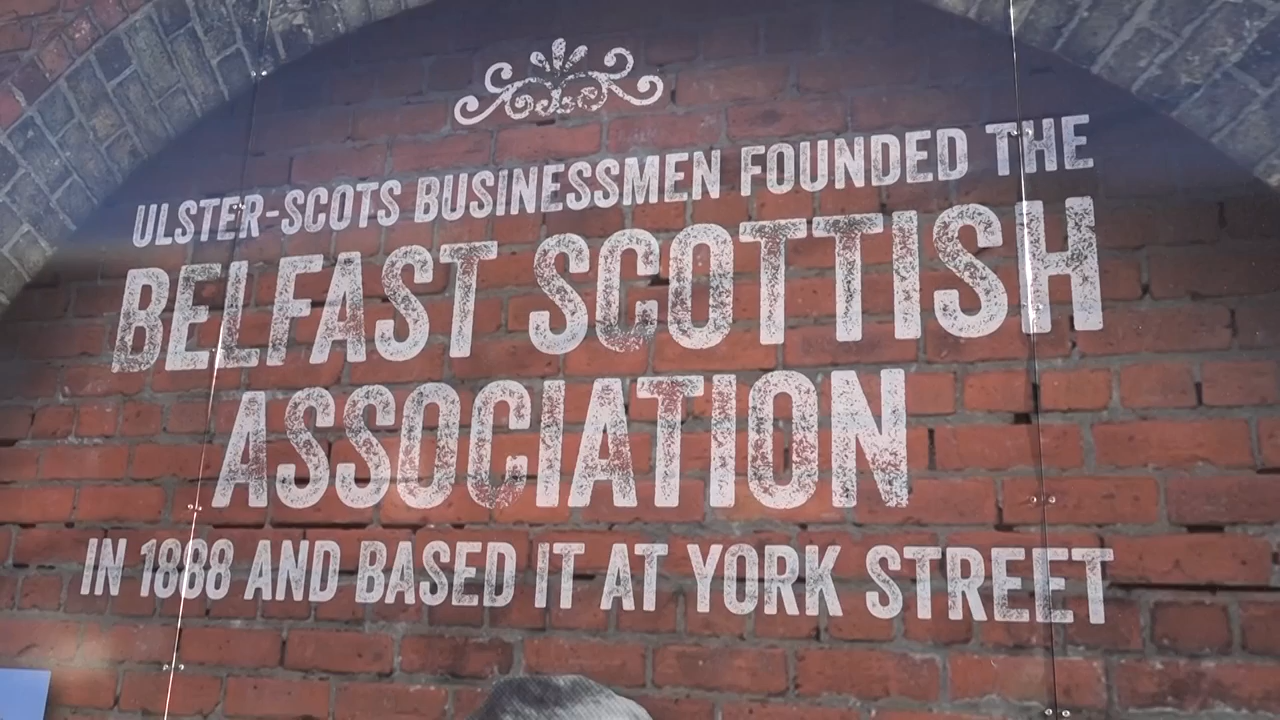 ULSTER-SCOTS BUSINESSMEN FOUNDED THE
BELFAST SCOTTISH
ASSOCIATION
IN 1888 AND BASED IT AT YORK STREET